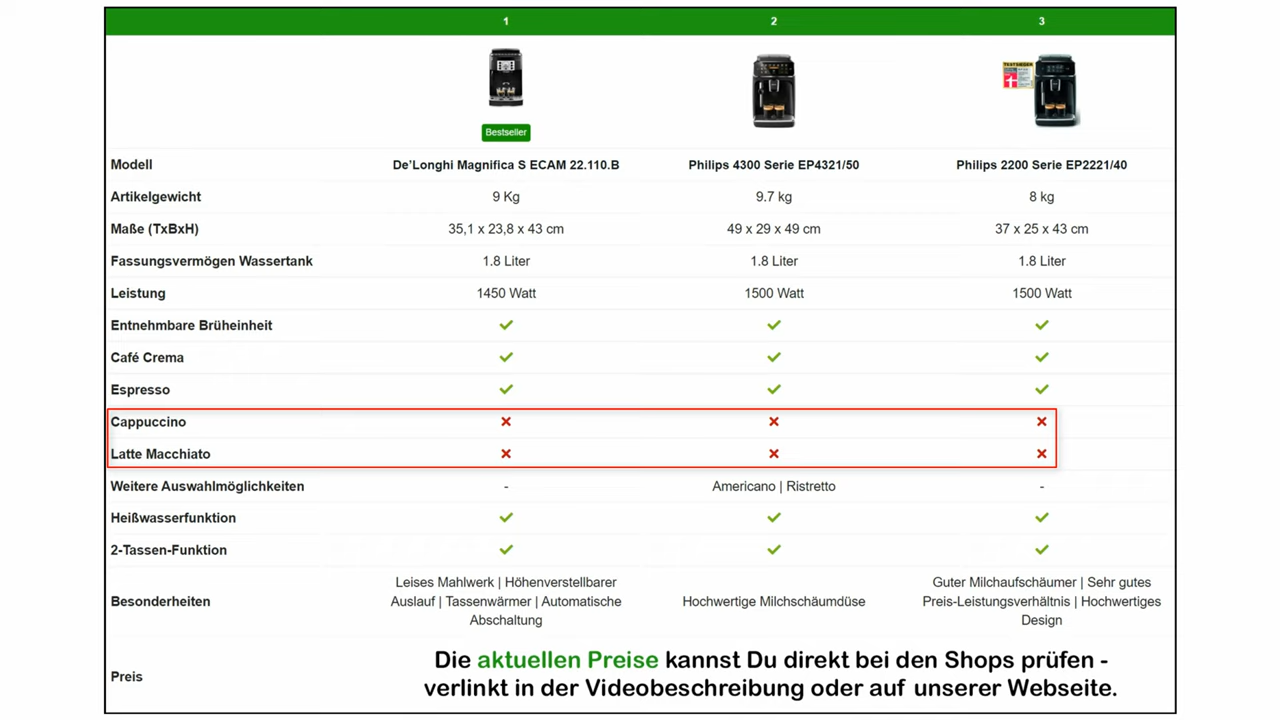 1 2 3
TESTSIEGER
Bestseller
Modell De'Longhi Magnifica S ECAM 22.110.B Philips 4300 Serie EP4321/50 Philips 2200 Serie EP2221/40
Artikelgewicht 9 Kg 9.7 kg 8 kg
Maße (TxBxH) 35,1 x 23,8 x 43 cm 49 x 29 x 49 cm 37 x 25 x 43 cm
Fassungsvermögen Wassertank 1.8 Liter 1.8 Liter 1.8 Liter
Leistung 1450 Watt 1500 Watt 1500 Watt
Entnehmbare Brüheinheit
Café Crema
Espresso
Cappuccino
Latte Macchiato
Weitere Auswahlmöglichkeiten - Americano | Ristretto -
Heißwasserfunktion
2-Tassen-Funktion
Besonderheiten
Leises Mahlwerk | Höhenverstellbarer
Auslauf | Tassenwärmer | Automatische
Abschaltung
Hochwertige Milchschäumdüse
Guter Milchaufschäumer | Sehr gutes
Preis-Leistungsverhältnis | Hochwertiges
Design
Preis
Die aktuellen Preise kannst Du direkt bei den Shops prüfen -
verlinkt in der Videobeschreibung oder auf unserer Webseite.